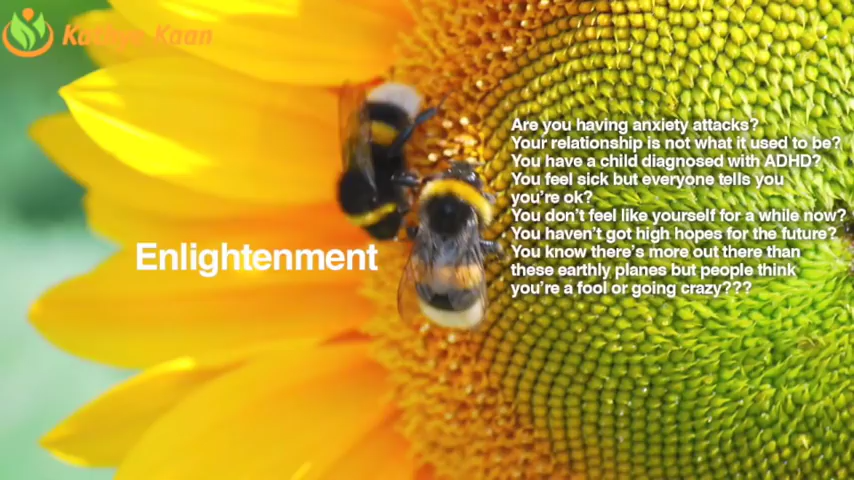 Kathye Kaan
Enlightenment
Are you having anxiety attacks?
Your relationship is not what it used to be?
You have a child diagnosed with ADHD?
You feel sick but everyone tells you
you're ok?
You don't feel like yourself for a while now?
You haven't got high hopes for the future?
You know there's more out there than
these earthly planes but people think
you're a fool or going crazy???